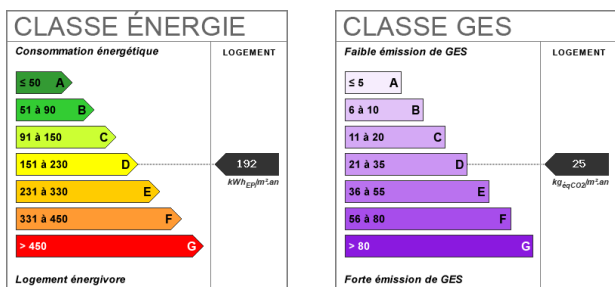 CLASSE ÉNERGIE
Consommation énergétique
LOGEMENT
≤ 50 A
51 à 90 B
91 à 150 C
151 à 230 D
192
kWhEP/m².an
231 à 330 E
331 à 450 F
> 450 G
Logement énergivore
CLASSE GES
Faible émission de GES
LOGEMENT
≤ 5 A
6 à 10 B
11 à 20 C
21 à 35 D
25
kgéqCO2/m².an
36 à 55 E
56 à 80 F
> 80 G
Forte émission de GES